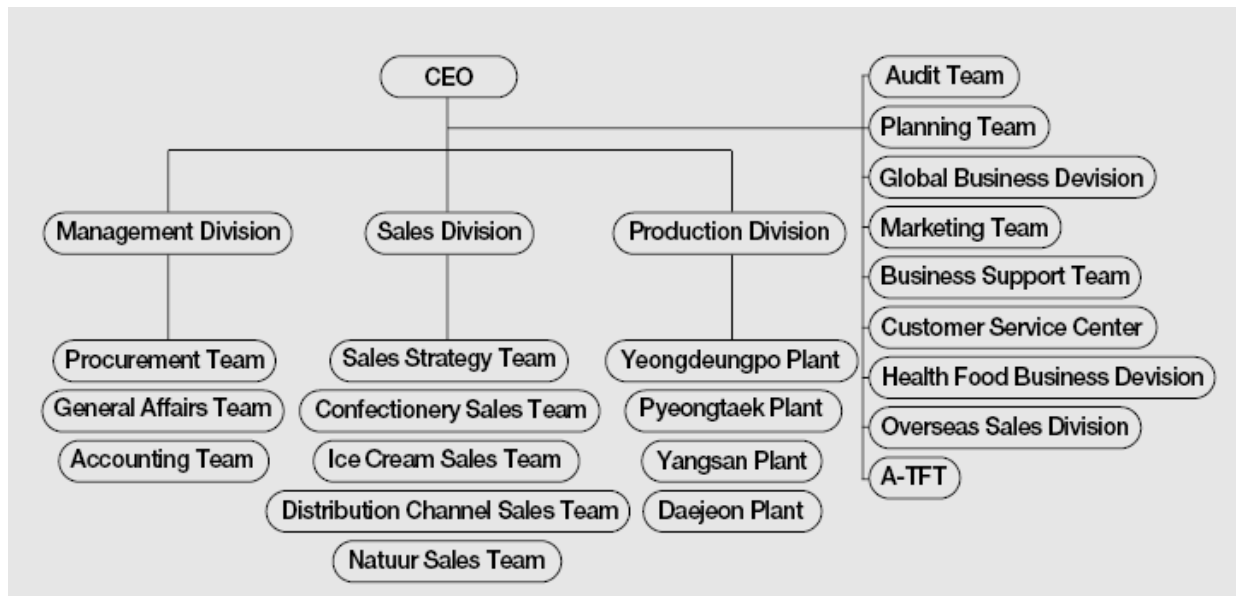 CEO
Audit Team
Planning Team
Global Business Devision
Marketing Team
Business Support Team
Customer Service Center
Health Food Business Devision
Overseas Sales Division
A-TFT
Management Division
Procurement Team
General Affairs Team
Accounting Team
Sales Division
Sales Strategy Team
Confectionery Sales Team
Ice Cream Sales Team
Distribution Channel Sales Team
Natuur Sales Team
Production Division
Yeongdeungpo Plant
Pyeongtaek Plant
Yangsan Plant
Daejeon Plant